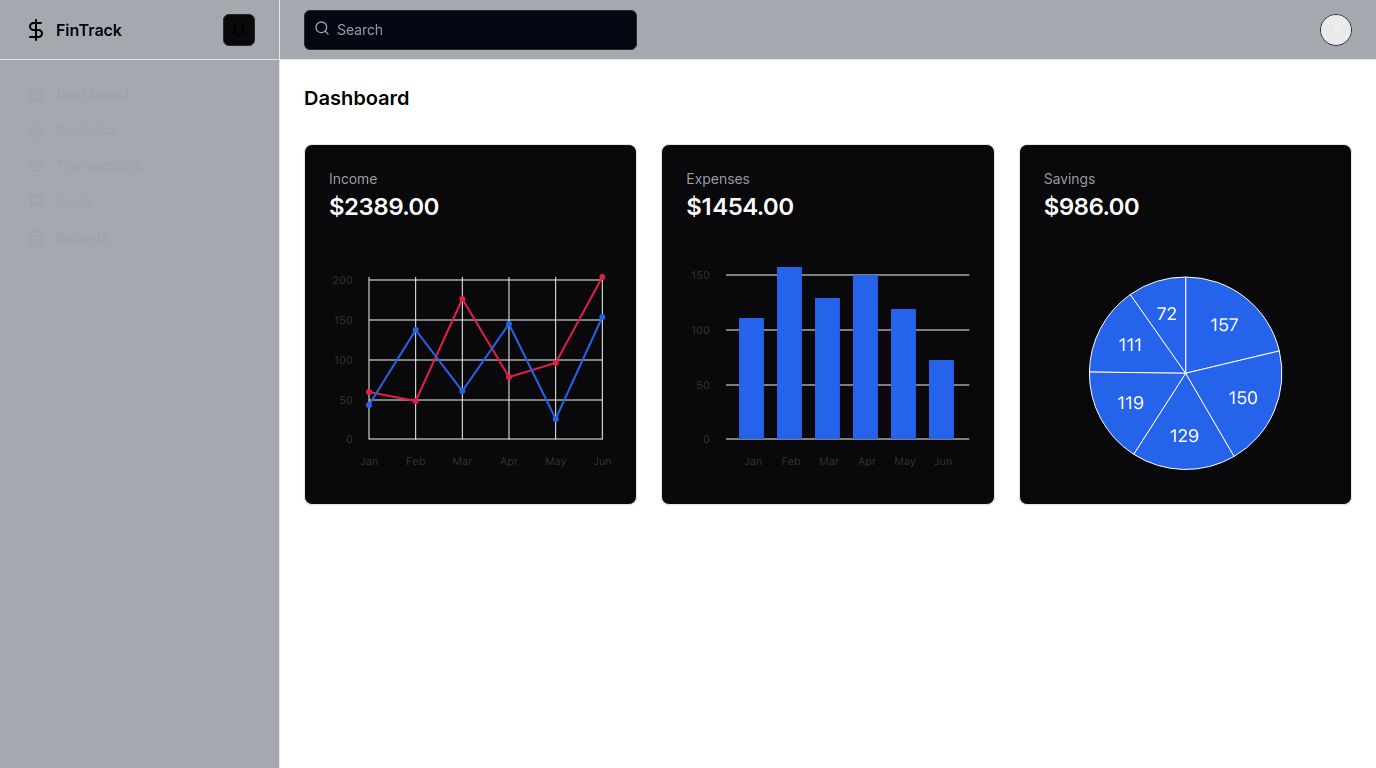 FinTrack
Search
Dashboard
Analytics
Transactions
Goals
Reports
Dashboard
Income
$2389.00
200
150
100
50
0
Jan Feb Mar Apr May Jun
Expenses
$1454.00
150
100
50
0
Jan Feb Mar Apr May Jun
Savings
$986.00
72
157
111
150
119
129